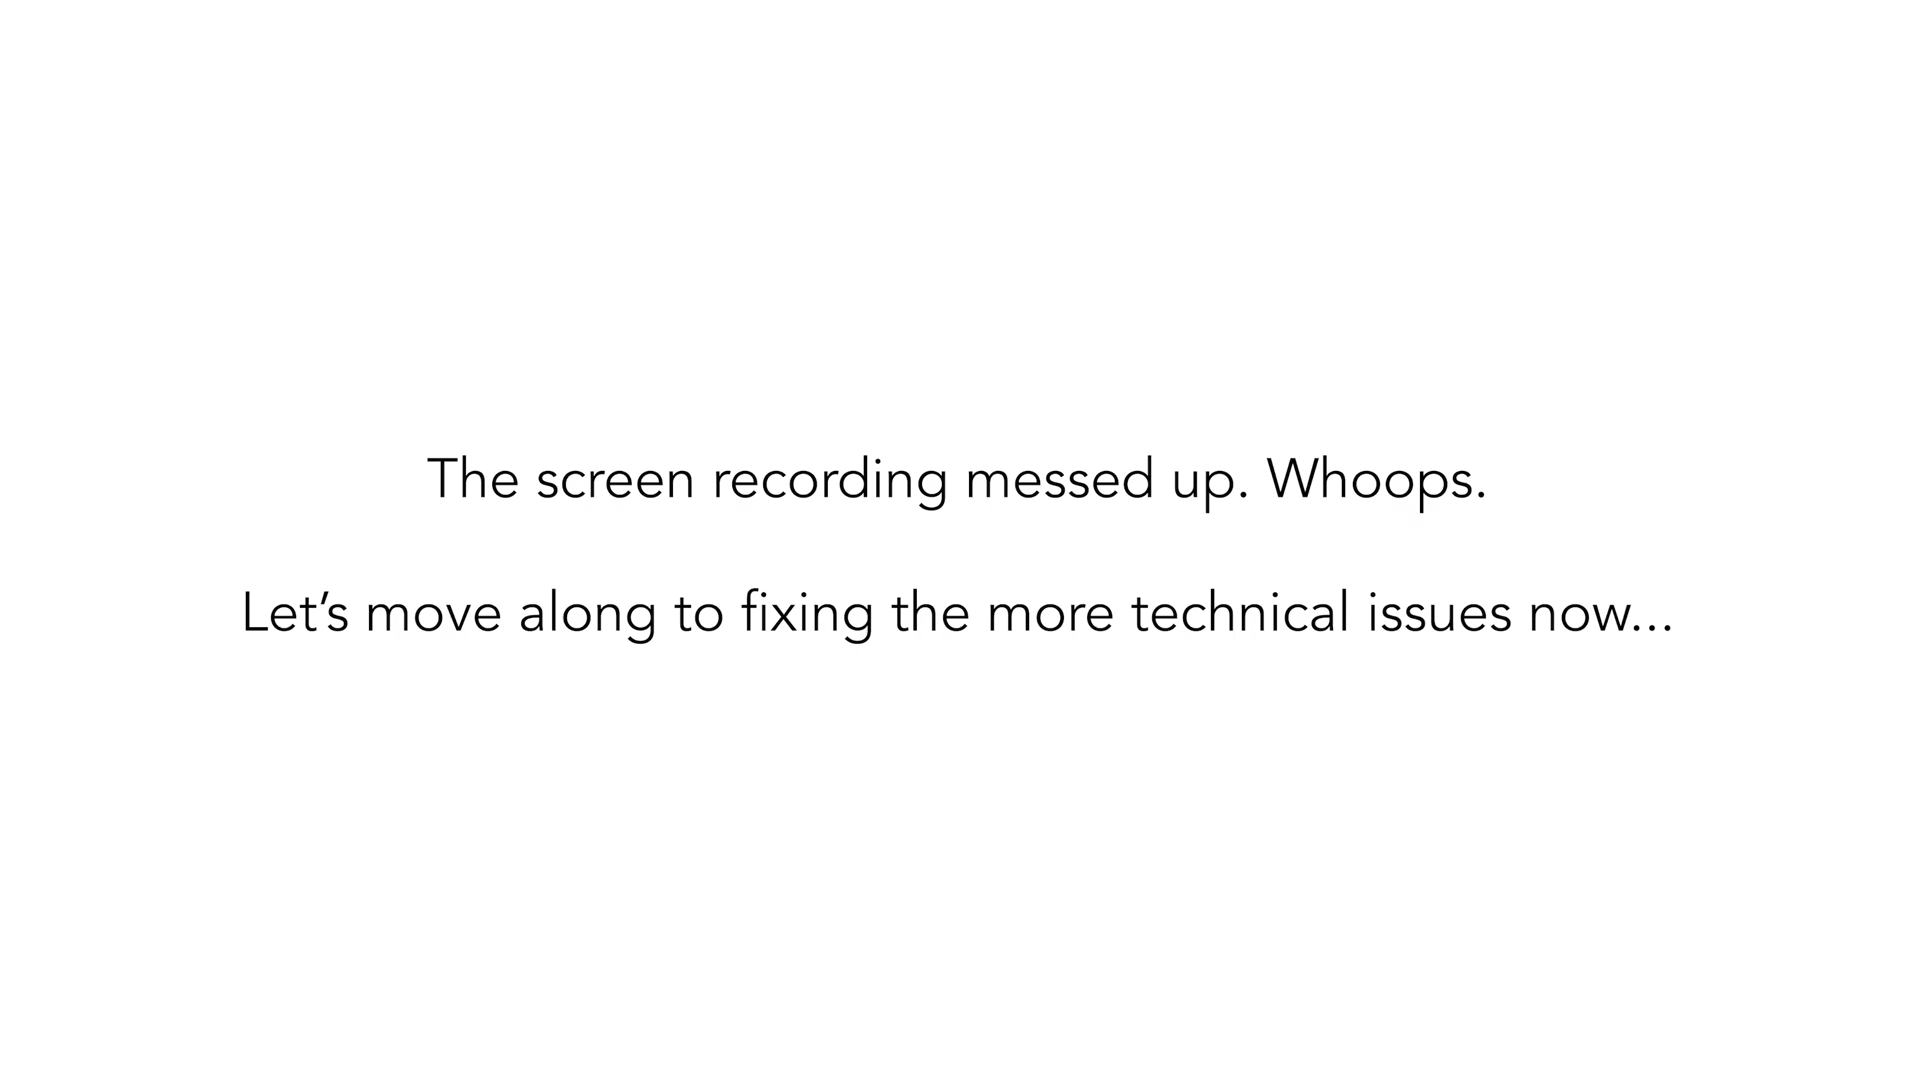 The screen recording messed up. Whoops.
Let’s move along to fixing the more technical issues now...